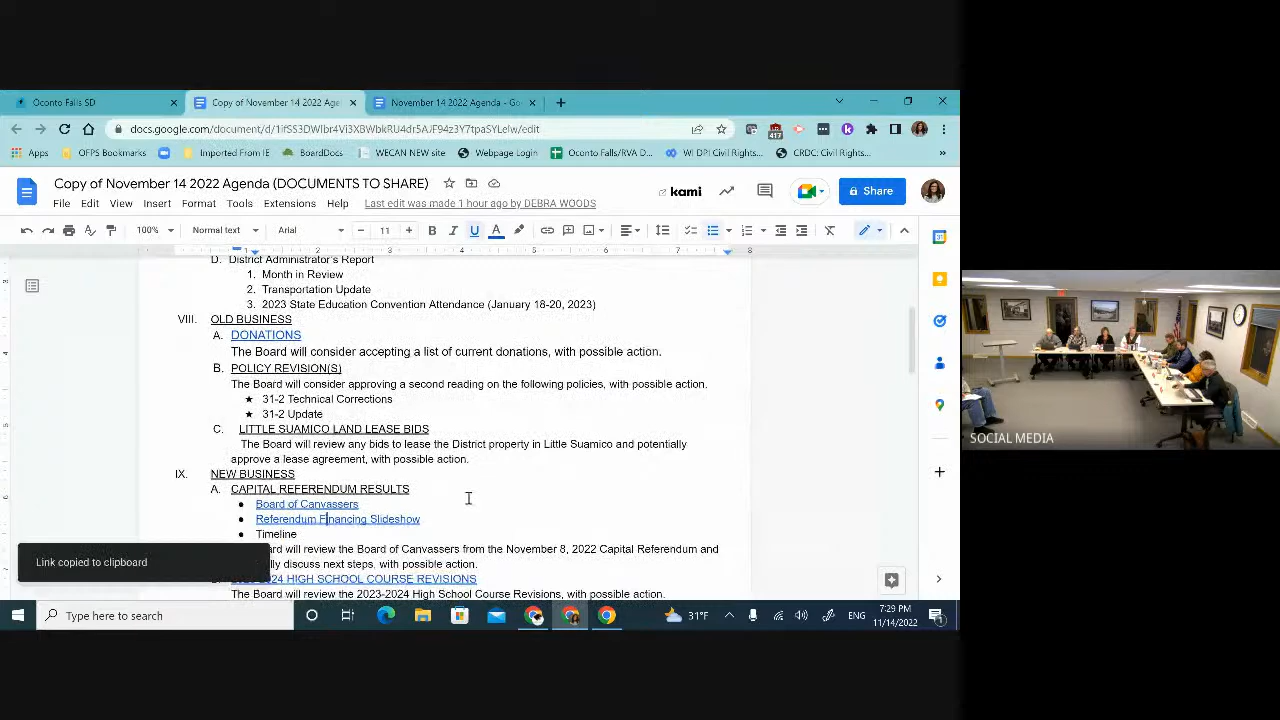 Oconto Falls SD
Copy of November 14 2022 Age
November 14 2022 Agenda - Go
docs.google.com/document/d/1ifSS3DWIbr4Vi3XBWbkRU4dr5AJF94z3Y7tpaSYLelw/edit
417
Apps
OFPS Bookmarks
Imported From IE
BoardDocs
WECAN NEW site
Webpage Login
Oconto Falls/RVA D...
WI DPI Civil Rights...
CRDC: Civil Rights...
Copy of November 14 2022 Agenda (DOCUMENTS TO SHARE)
kami
Share
File Edit View Insert Format Tools Extensions Help
Last edit was made 1 hour ago by DEBRA WOODS
100% Normal text Arial 11
D. District Administrator's Report
1. Month in Review
2. Transportation Update
3. 2023 State Education Convention Attendance (January 18-20, 2023)
VIII. OLD BUSINESS
A. DONATIONS
The Board will consider accepting a list of current donations, with possible action.
B. POLICY REVISION(S)
The Board will consider approving a second reading on the following policies, with possible action.
★ 31-2 Technical Corrections
★ 31-2 Update
C. LITTLE SUAMICO LAND LEASE BIDS
The Board will review any bids to lease the District property in Little Suamico and potentially
approve a lease agreement, with possible action.
IX. NEW BUSINESS
A. CAPITAL REFERENDUM RESULTS
● Board of Canvassers
● Referendum Financing Slideshow
● Timeline
ard will review the Board of Canvassers from the November 8, 2022 Capital Referendum and
lly discuss next steps, with possible action.
24 HIGH SCHOOL COURSE REVISIONS
The Board will review the 2023-2024 High School Course Revisions, with possible action.
Link copied to clipboard
SOCIAL MEDIA
Type here to search
31°F
ENG
7:29 PM
11/14/2022